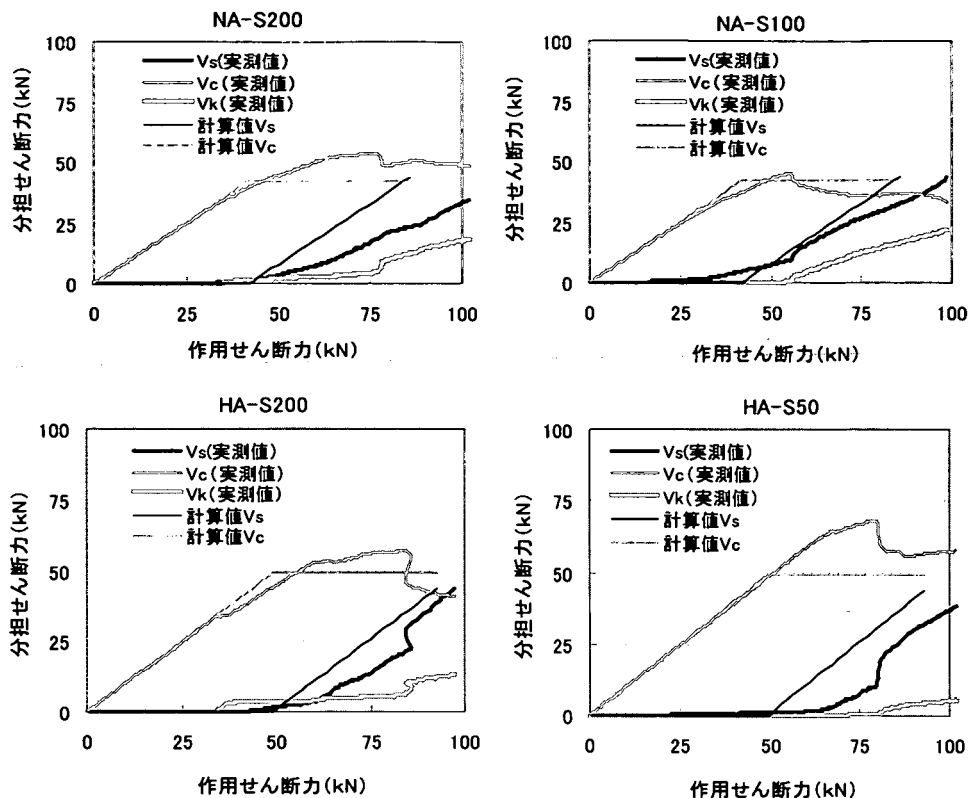 NA-S200
100
75
50
25
0
分担せん断力(kN)
Vs(実測値)
Vc(実測値)
Vk(実測値)
計算値Vs
計算値Vc
0 25 50 75 100
作用せん断力(kN)
NA-S100
100
75
50
25
0
分担せん断力(kN)
Vs(実測値)
Vc(実測値)
Vk(実測値)
計算値Vs
計算値Vc
0 25 50 75 100
作用せん断力(kN)
HA-S200
100
75
50
25
0
分担せん断力(kN)
Vs(実測値)
Vc(実測値)
Vk(実測値)
計算値Vs
計算値Vc
0 25 50 75 100
作用せん断力(kN)
HA-S50
100
75
50
25
0
分担せん断力(kN)
Vs(実測値)
Vc(実測値)
Vk(実測値)
計算値Vs
計算値Vc
0 25 50 75 100
作用せん断力(kN)